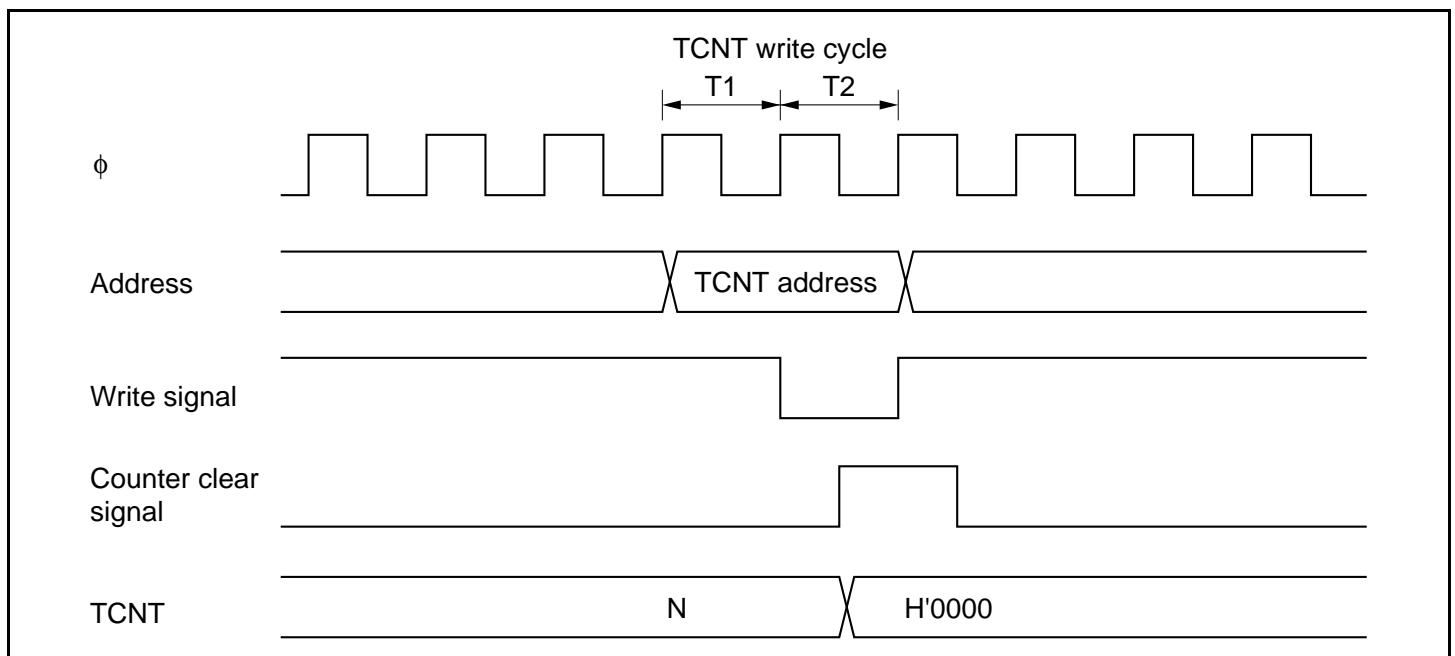 TCNT write cycle
T1 T2
ϕ
Address TCNT address
Write signal
Counter clear
signal
TCNT N H'0000